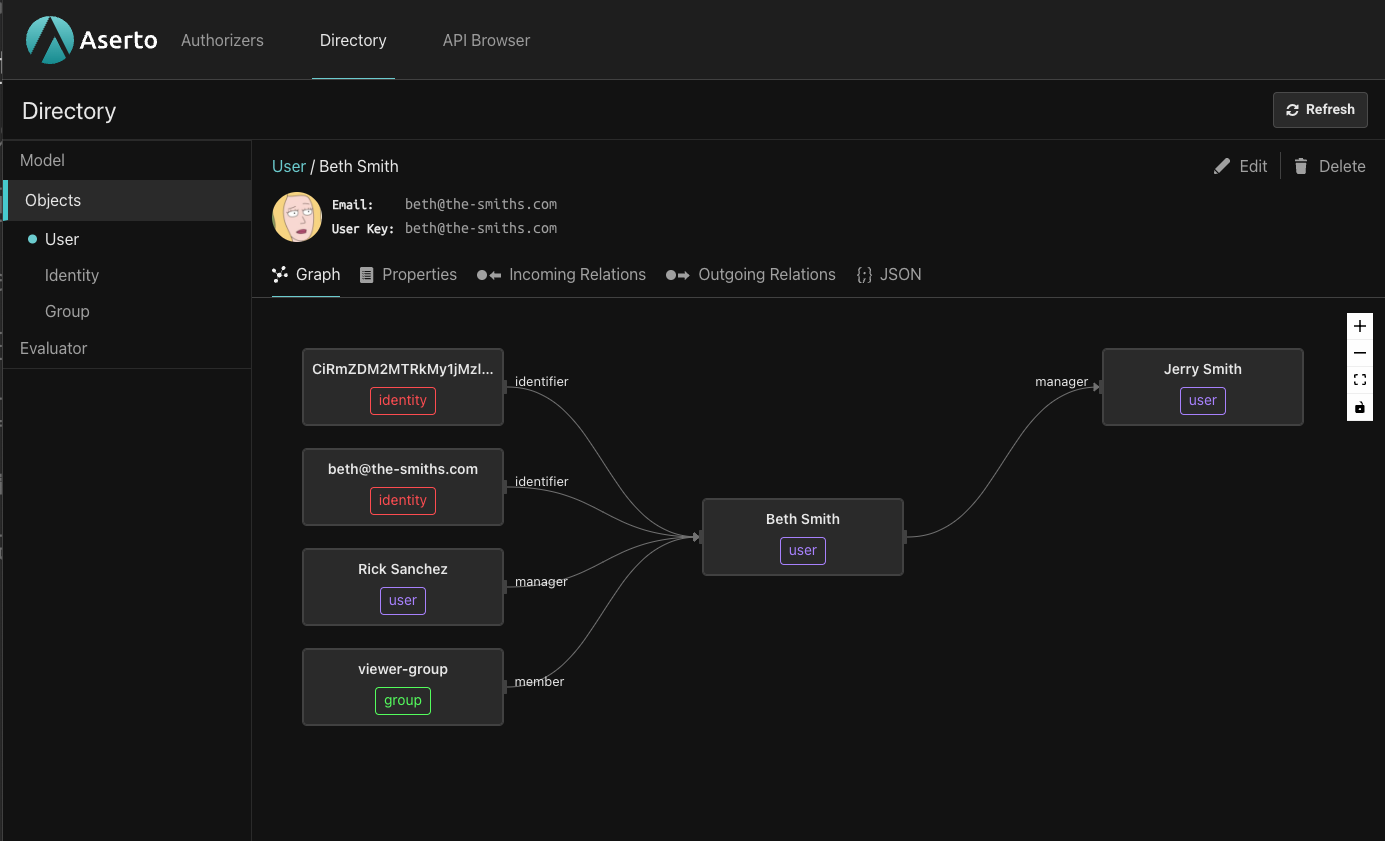 Aserto Authorizers Directory API Browser
Directory Refresh
Model
Objects
User
Identity
Group
Evaluator
User / Beth Smith Edit Delete
Email: beth@the-smiths.com
User Key: beth@the-smiths.com
Graph Properties Incoming Relations Outgoing Relations {;} JSON
CiRmZDM2MTRkMy1jMzI...
identity
identifier
beth@the-smiths.com
identity
identifier
Rick Sanchez
user
manager
viewer-group
group
member
Beth Smith
user
manager
Jerry Smith
user